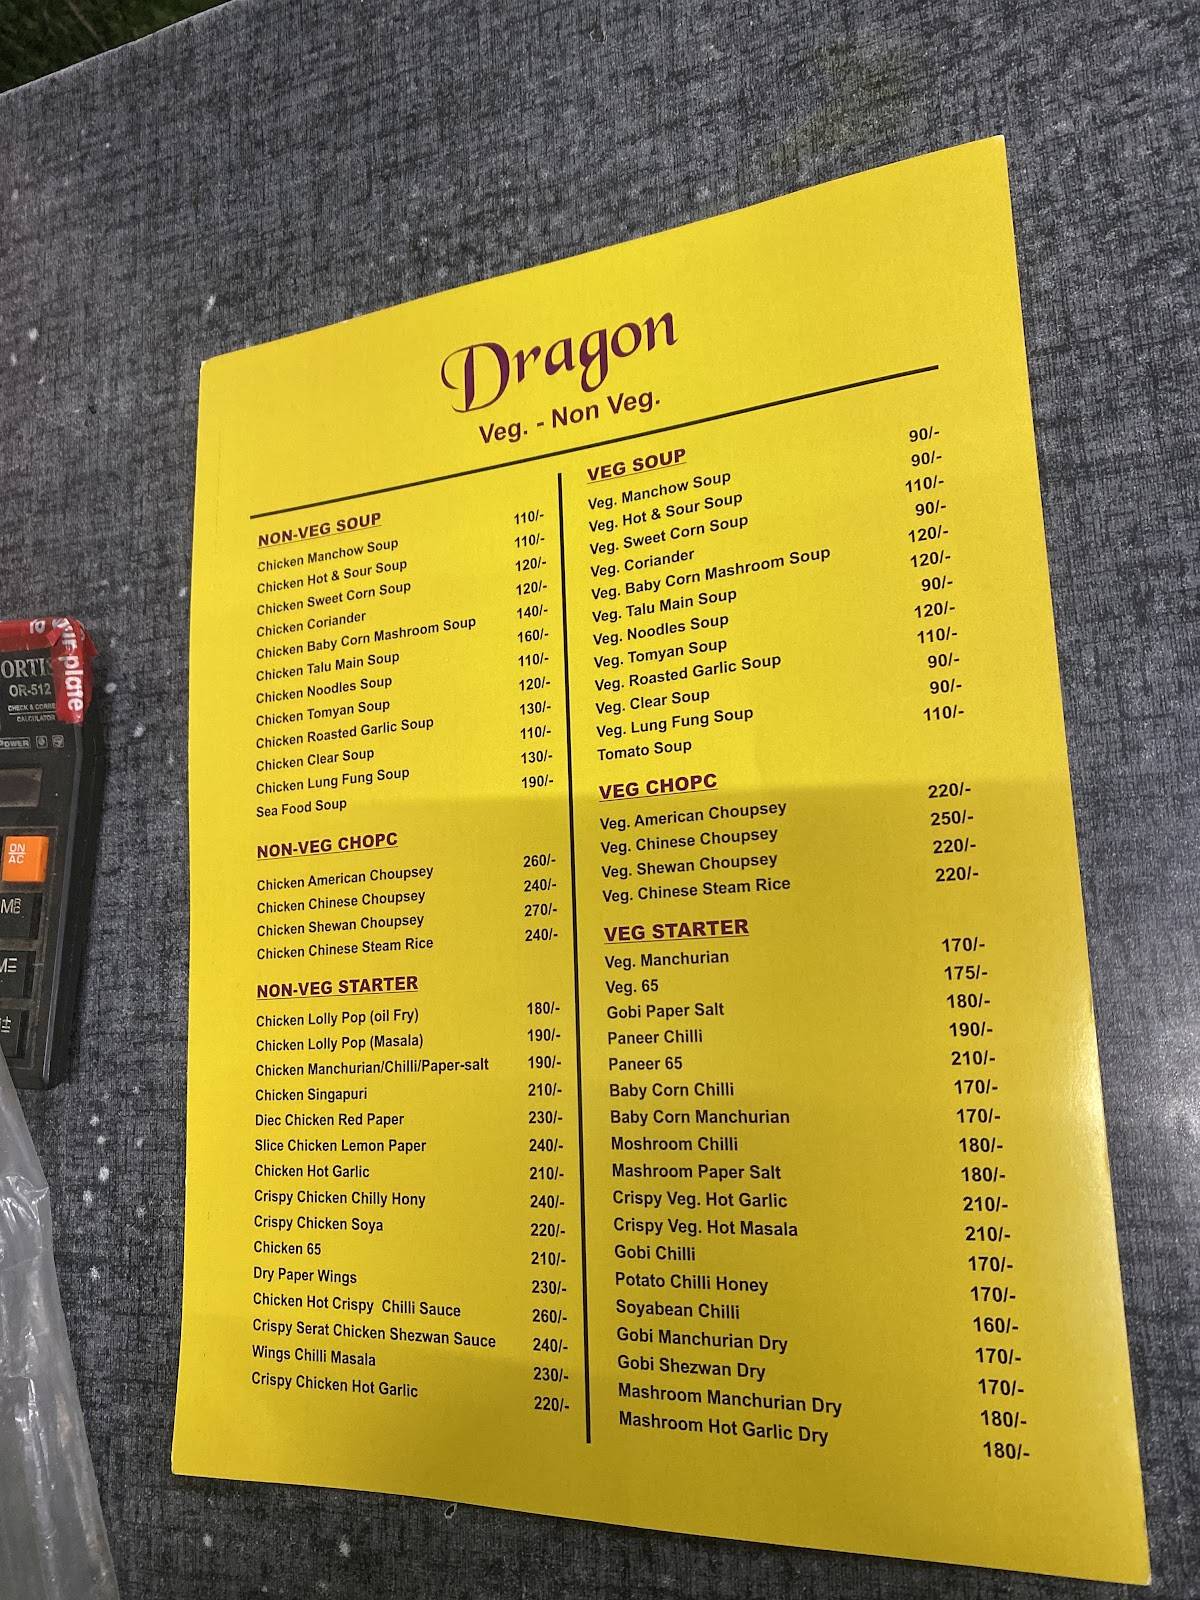 Dragon
Veg. - Non Veg.
NON-VEG SOUP
Chicken Manchow Soup 110/-
Chicken Hot & Sour Soup 110/-
Chicken Sweet Corn Soup 120/-
Chicken Coriander 120/-
Chicken Baby Corn Mashroom Soup 140/-
Chicken Talu Main Soup 160/-
Chicken Noodles Soup 110/-
Chicken Tomyan Soup 120/-
Chicken Roasted Garlic Soup 130/-
Chicken Clear Soup 110/-
Chicken Lung Fung Soup 130/-
Sea Food Soup 190/-
NON-VEG CHOPC
Chicken American Choupsey 260/-
Chicken Chinese Choupsey 240/-
Chicken Shewan Choupsey 270/-
Chicken Chinese Steam Rice 240/-
NON-VEG STARTER
Chicken Lolly Pop (oil Fry) 180/-
Chicken Lolly Pop (Masala) 190/-
Chicken Manchurian/Chilli/Paper-salt 190/-
Chicken Singapuri 210/-
Diec Chicken Red Paper 230/-
Slice Chicken Lemon Paper 240/-
Chicken Hot Garlic 210/-
Crispy Chicken Chilly Hony 240/-
Crispy Chicken Soya 220/-
Chicken 65 210/-
Dry Paper Wings 230/-
Chicken Hot Crispy Chilli Sauce 260/-
Crispy Serat Chicken Shezwan Sauce 240/-
Wings Chilli Masala 230/-
Crispy Chicken Hot Garlic 220/-
VEG SOUP
Veg. Manchow Soup 90/-
Veg. Hot & Sour Soup 90/-
Veg. Sweet Corn Soup 110/-
Veg. Coriander 90/-
Veg. Baby Corn Mashroom Soup 120/-
Veg. Talu Main Soup 120/-
Veg. Noodles Soup 90/-
Veg. Tomyan Soup 120/-
Veg. Roasted Garlic Soup 110/-
Veg. Clear Soup 90/-
Veg. Lung Fung Soup 90/-
Tomato Soup 110/-
VEG CHOPC
Veg. American Choupsey 220/-
Veg. Chinese Choupsey 250/-
Veg. Shewan Choupsey 220/-
Veg. Chinese Steam Rice 220/-
VEG STARTER
Veg. Manchurian 170/-
Veg. 65 175/-
Gobi Paper Salt 180/-
Paneer Chilli 190/-
Paneer 65 210/-
Baby Corn Chilli 170/-
Baby Corn Manchurian 170/-
Moshroom Chilli 180/-
Mashroom Paper Salt 180/-
Crispy Veg. Hot Garlic 210/-
Crispy Veg. Hot Masala 210/-
Gobi Chilli 170/-
Potato Chilli Honey 170/-
Soyabean Chilli 160/-
Gobi Manchurian Dry 170/-
Gobi Shezwan Dry 170/-
Mashroom Manchurian Dry 180/-
Mashroom Hot Garlic Dry 180/-
plate
OR-512
CHECK &
CALCULATOR
POWER
ON
AC